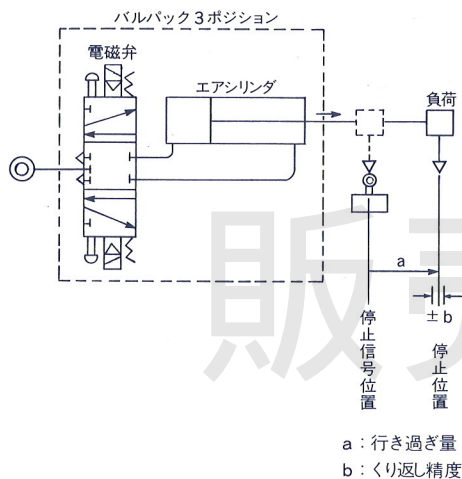 バルパック3ポジション
電磁弁
エアシリンダ
負荷
a
±b
停止信号位置
停止位置
a：行き過ぎ量
b：くり返し精度
販売